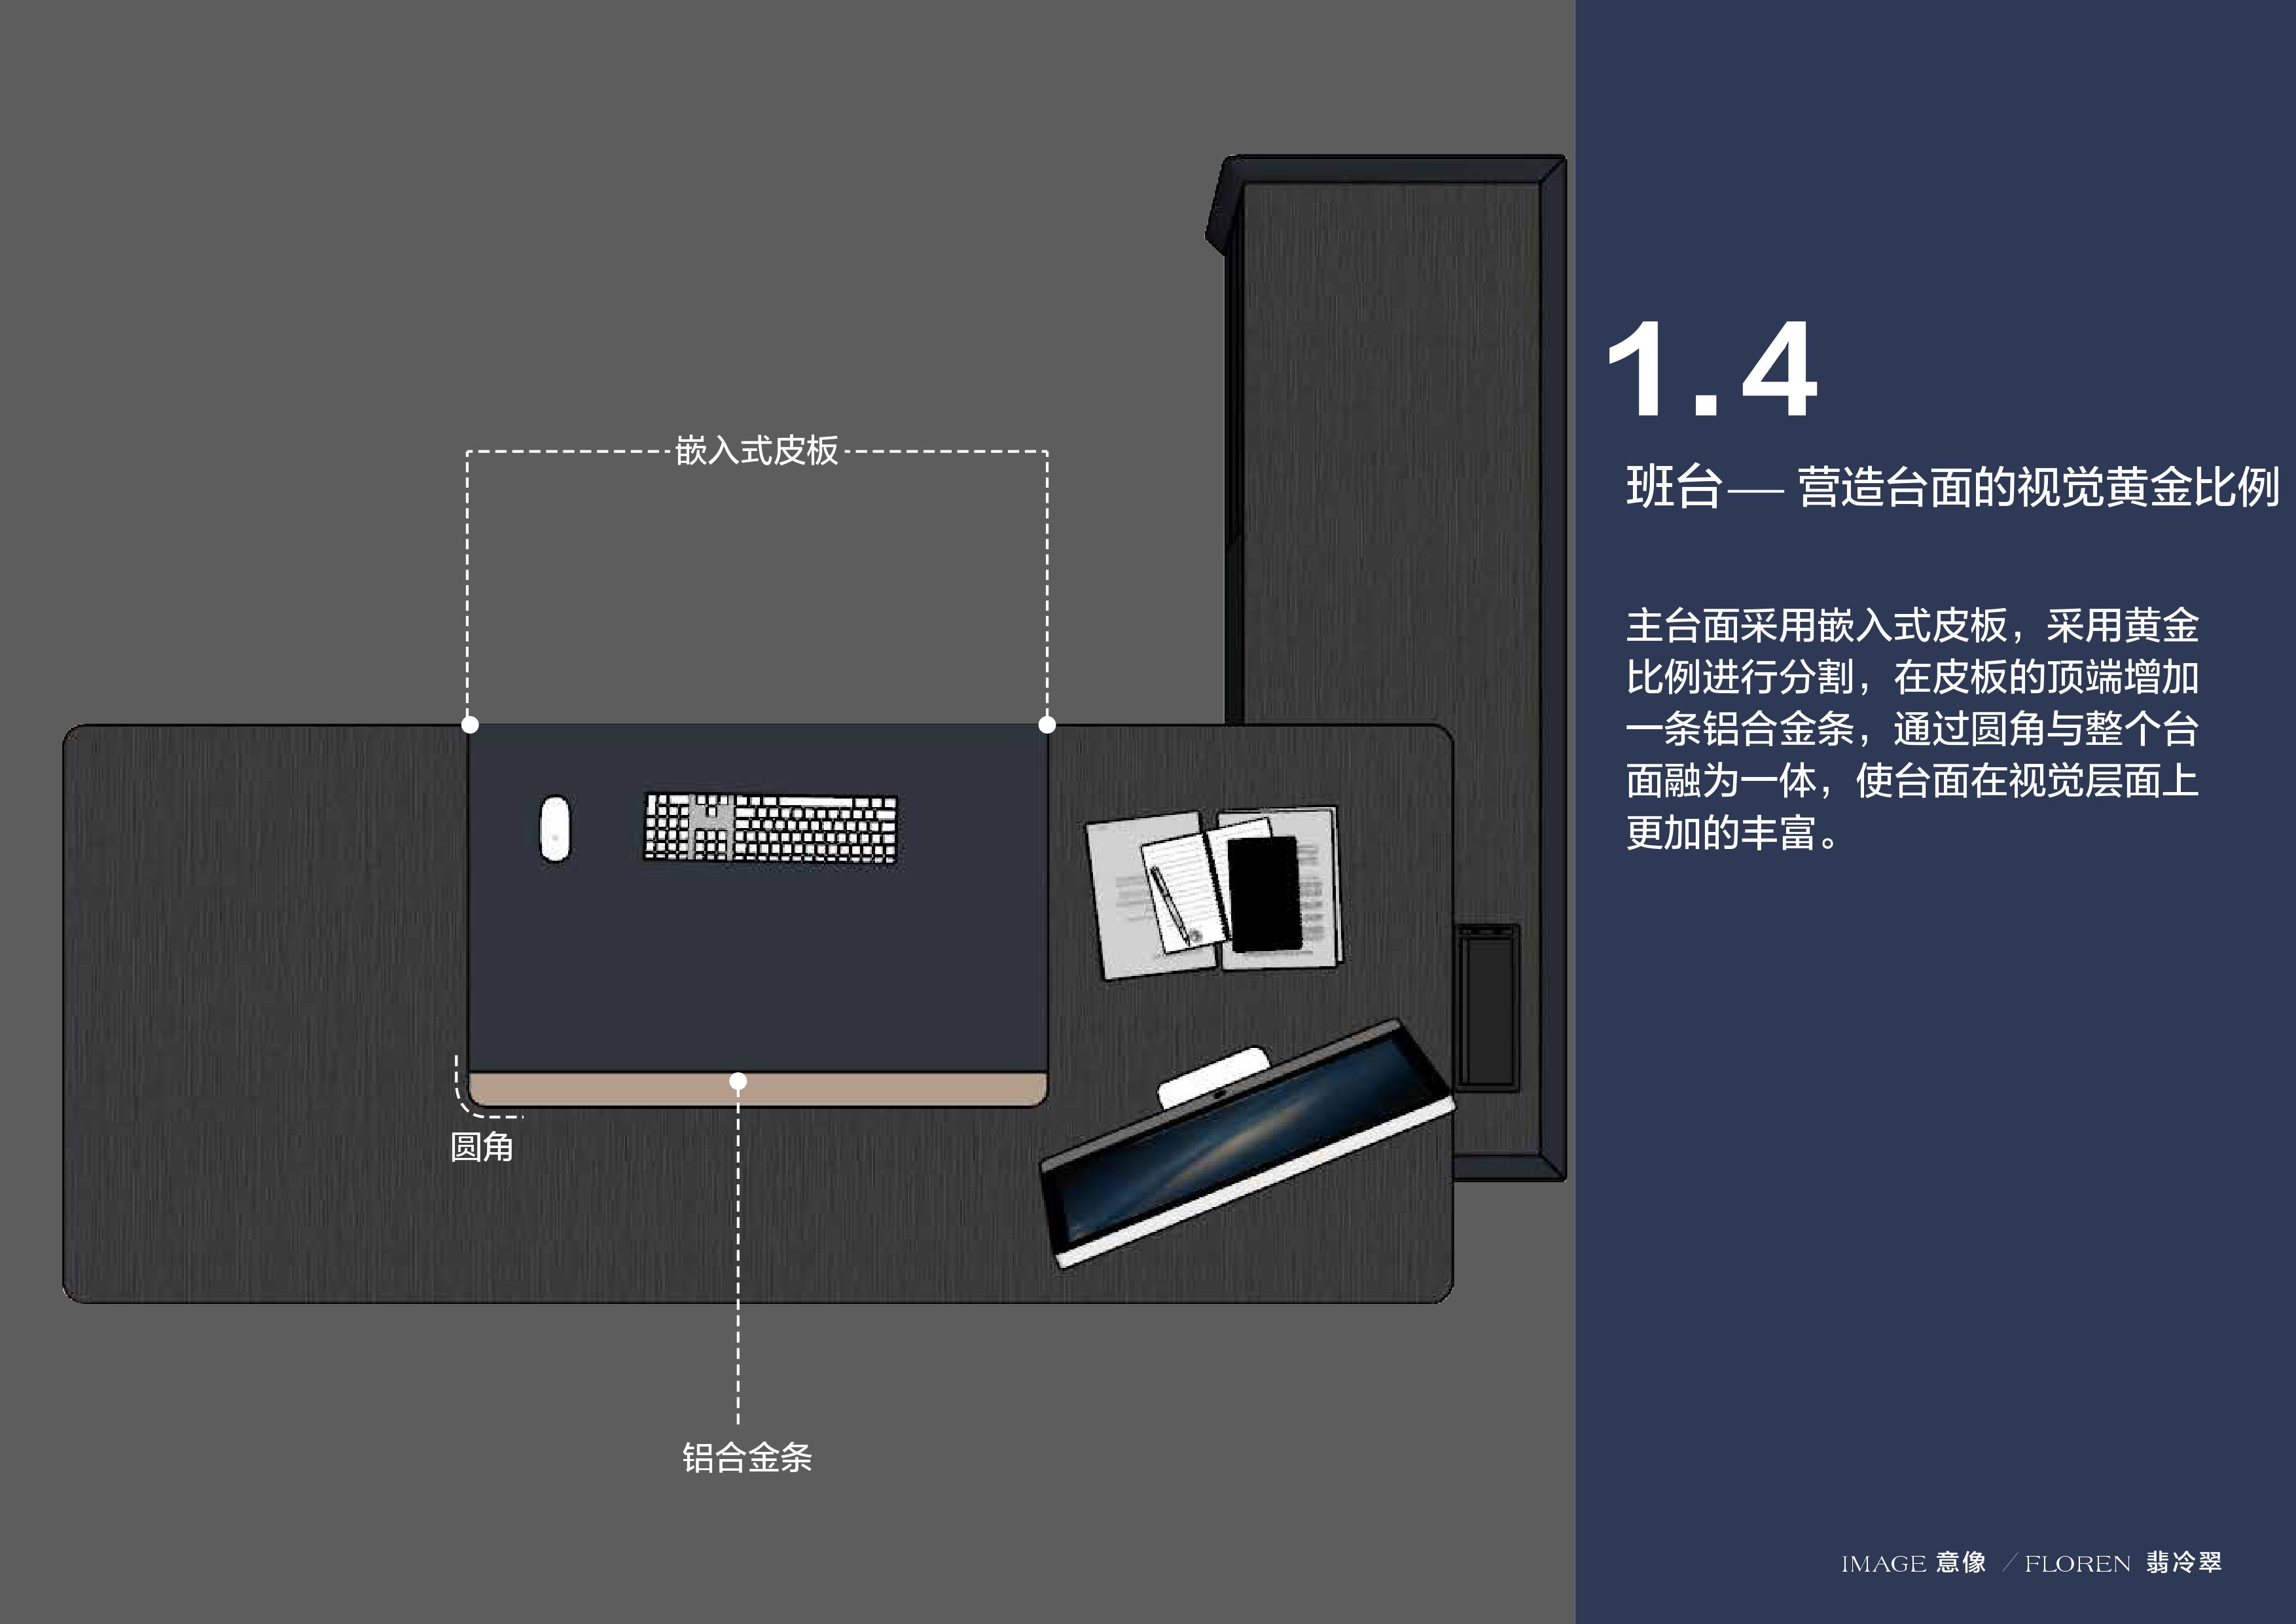 嵌入式皮板
圆角
铝合金条
1.4
班台— 营造台面的视觉黄金比例
主台面采用嵌入式皮板，采用黄金
比例进行分割，在皮板的顶端增加
一条铝合金条，通过圆角与整个台
面融为一体，使台面在视觉层面上
更加的丰富。
IMAGE 意像 / FLOREN 翡冷翠